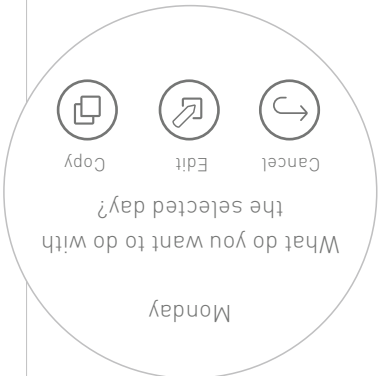 Monday
What do you want to do with
the selected day?
Cancel Edit Copy